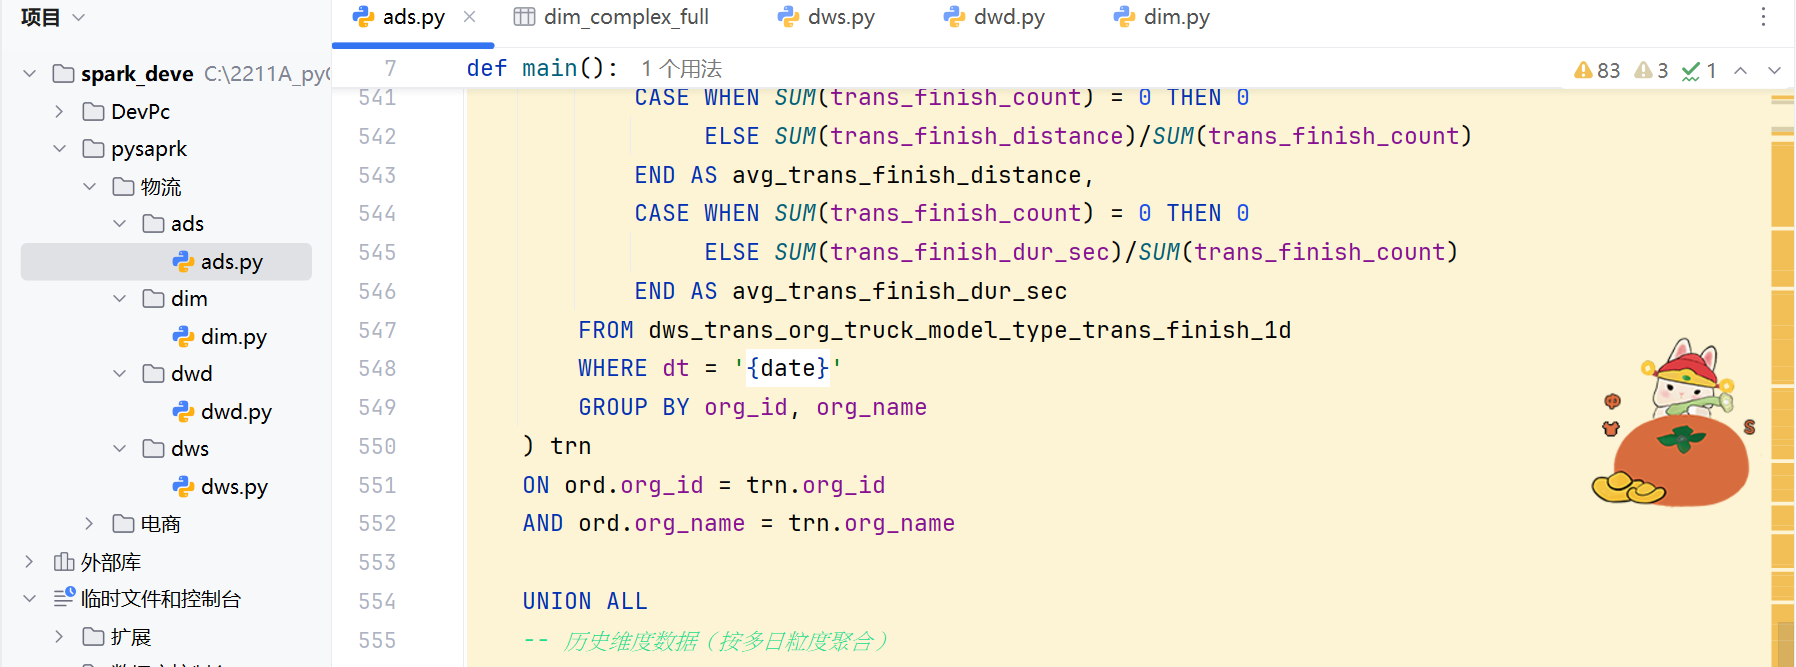 项目
ads.py
dim_complex_full
dws.py
dwd.py
dim.py
spark_deve C:\2211A_py
DevPc
pysaprk
物流
ads
ads.py
dim
dim.py
dwd
dwd.py
dws
dws.py
电商
外部库
临时文件和控制台
扩展
7 def main(): 1 个用法
83 3 1
541 CASE WHEN SUM(trans_finish_count) = 0 THEN 0
542 ELSE SUM(trans_finish_distance)/SUM(trans_finish_count)
543 END AS avg_trans_finish_distance,
544 CASE WHEN SUM(trans_finish_count) = 0 THEN 0
545 ELSE SUM(trans_finish_dur_sec)/SUM(trans_finish_count)
546 END AS avg_trans_finish_dur_sec
547 FROM dws_trans_org_truck_model_type_trans_finish_1d
548 WHERE dt = '{date}'
549 GROUP BY org_id, org_name
550 ) trn
551 ON ord.org_id = trn.org_id
552 AND ord.org_name = trn.org_name
553
554 UNION ALL
555 -- 历史维度数据（按多日粒度聚合）